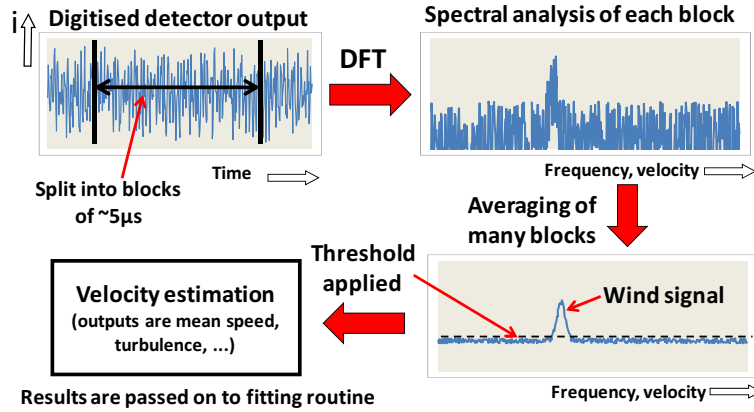 i
Digitised detector output
Time
Split into blocks
of ~5µs
DFT
Spectral analysis of each block
Frequency, velocity
Averaging of
many blocks
Threshold
applied
Wind signal
Frequency, velocity
Velocity estimation
(outputs are mean speed,
turbulence, ...)
Results are passed on to fitting routine